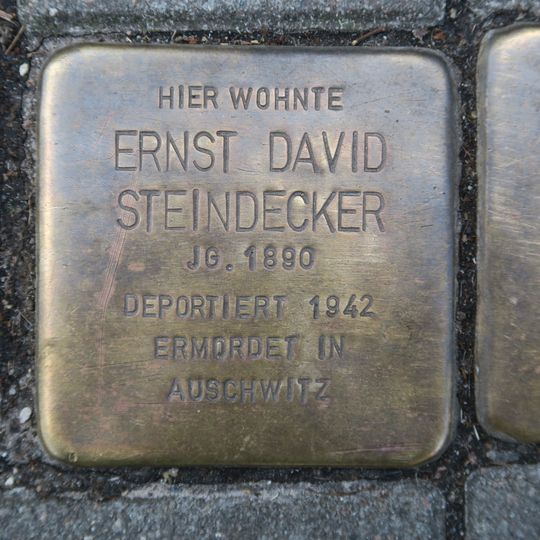 HIER WOHNTE
ERNST DAVID
STEINDECKER
JG. 1890
DEPORTIERT 1942
ERMORDET IN
AUSCHWITZ